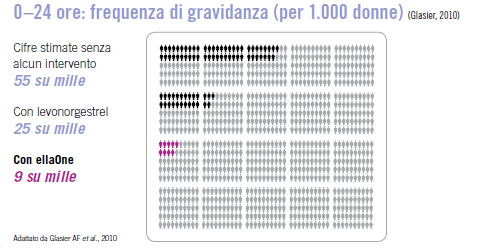 0–24 ore: frequenza di gravidanza (per 1.000 donne) (Glasier, 2010)
Cifre stimate senza
alcun intervento
55 su mille
Con levonorgestrel
25 su mille
Con ellaOne
9 su mille
Adattato da Glasier AF et al., 2010